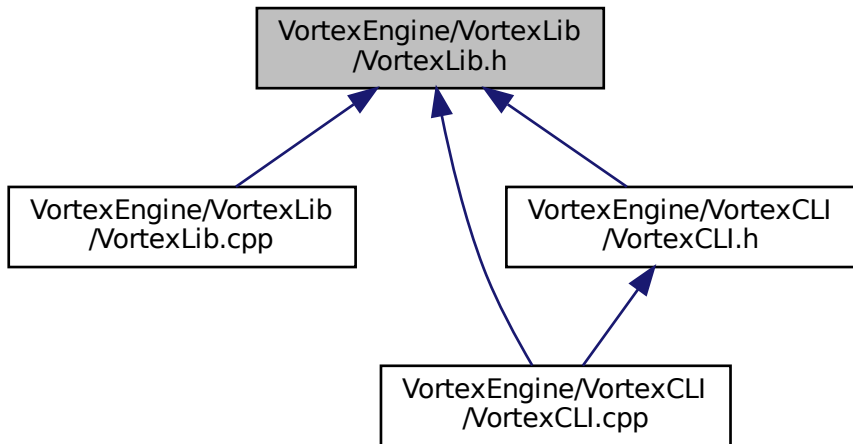 VortexEngine/VortexLib
/VortexLib.h
VortexEngine/VortexLib
/VortexLib.cpp
VortexEngine/VortexCLI
/VortexCLI.h
VortexEngine/VortexCLI
/VortexCLI.cpp